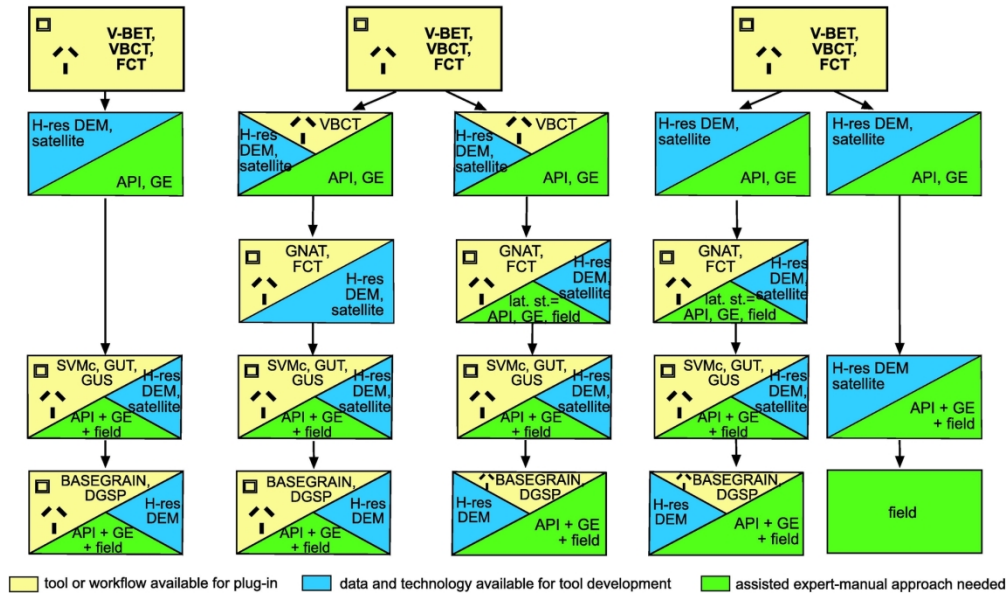 V-BET,
VBCT,
FCT
V-BET,
VBCT,
FCT
V-BET,
VBCT,
FCT
H-res DEM,
satellite
API, GE
VBCT
H-res
DEM,
satellite
API, GE
VBCT
H-res
DEM,
satellite
API, GE
H-res DEM,
satellite
API, GE
H-res DEM,
satellite
API, GE
GNAT,
FCT
H-res
DEM,
satellite
GNAT,
FCT
H-res
DEM,
satellite
lat. st.=
API, GE, field
GNAT,
FCT
H-res
DEM,
satellite
lat. st.=
API, GE, field
SVMc, GUT,
GUS
H-res
DEM,
satellite
API + GE
+ field
SVMc, GUT,
GUS
H-res
DEM,
satellite
API + GE
+ field
SVMc, GUT,
GUS
H-res
DEM,
satellite
API + GE
+ field
SVMc, GUT,
GUS
H-res
DEM,
satellite
API + GE
+ field
H-res DEM
satellite
API + GE
+ field
BASEGRAIN,
DGSP
H-res
DEM
API + GE
+ field
BASEGRAIN,
DGSP
H-res
DEM
API + GE
+ field
BASEGRAIN,
DGSP
H-res
DEM
API + GE
+ field
BASEGRAIN,
DGSP
H-res
DEM
API + GE
+ field
field
tool or workflow available for plug-in
data and technology available for tool development
assisted expert-manual approach needed